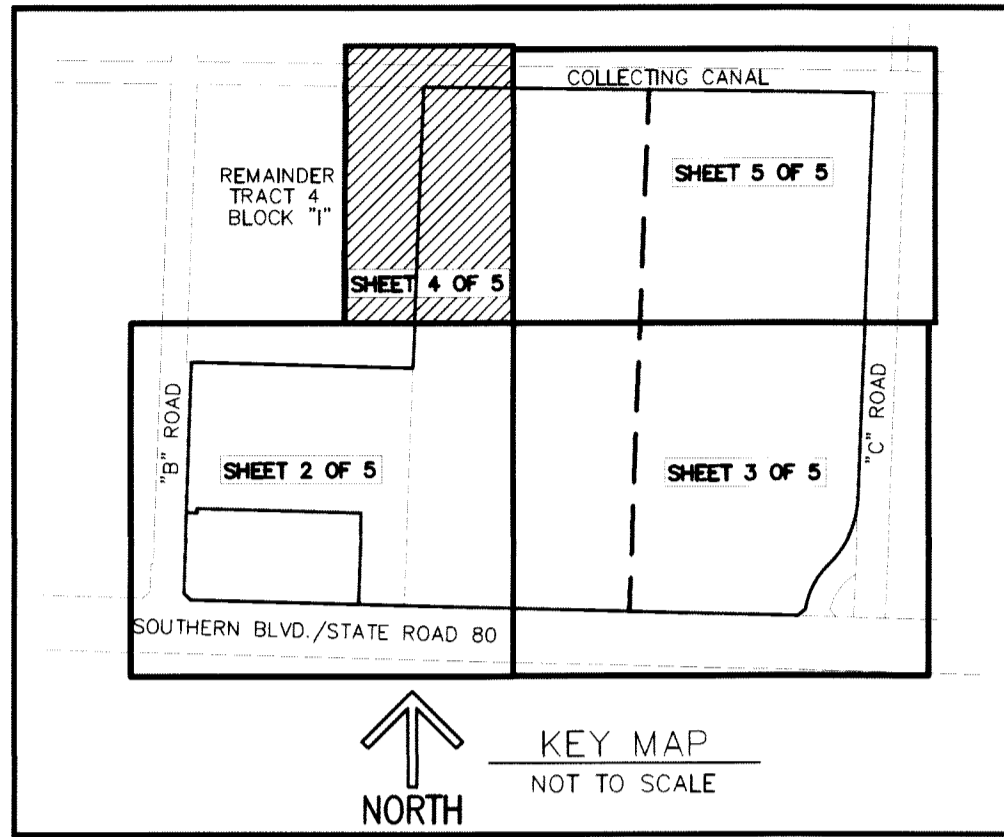 COLLECTING CANAL
REMAINDER
TRACT 4
BLOCK "I"
SHEET 5 OF 5
SHEET 4 OF 5
"B" ROAD
"C" ROAD
SHEET 2 OF 5
SHEET 3 OF 5
SOUTHERN BLVD./STATE ROAD 80
KEY MAP
NOT TO SCALE
NORTH